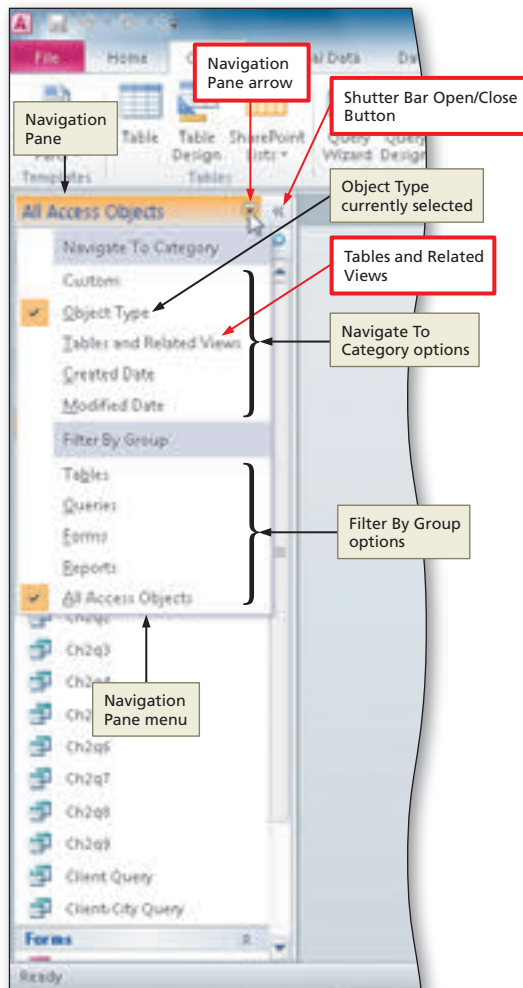 File Home al Data Da
Navigation
Pane arrow
Shutter Bar Open/Close
Button
Navigation
Pane
Table
Table
Design
SharePoint
Lists
Query
Wizard
Query
Design
Templates
Tables
All Access Objects
Object Type
currently selected
Navigate To Category
Custom
Object Type
Tables and Related Views
Created Date
Modified Date
Tables and Related
Views
Navigate To
Category options
Filter By Group
Tables
Queries
Forms
Reports
All Access Objects
Filter By Group
options
Ch2q3
Navigation
Pane menu
Ch2q6
Ch2q7
Ch2q8
Ch2q9
Client Query
Client-City Query
Forms
Ready